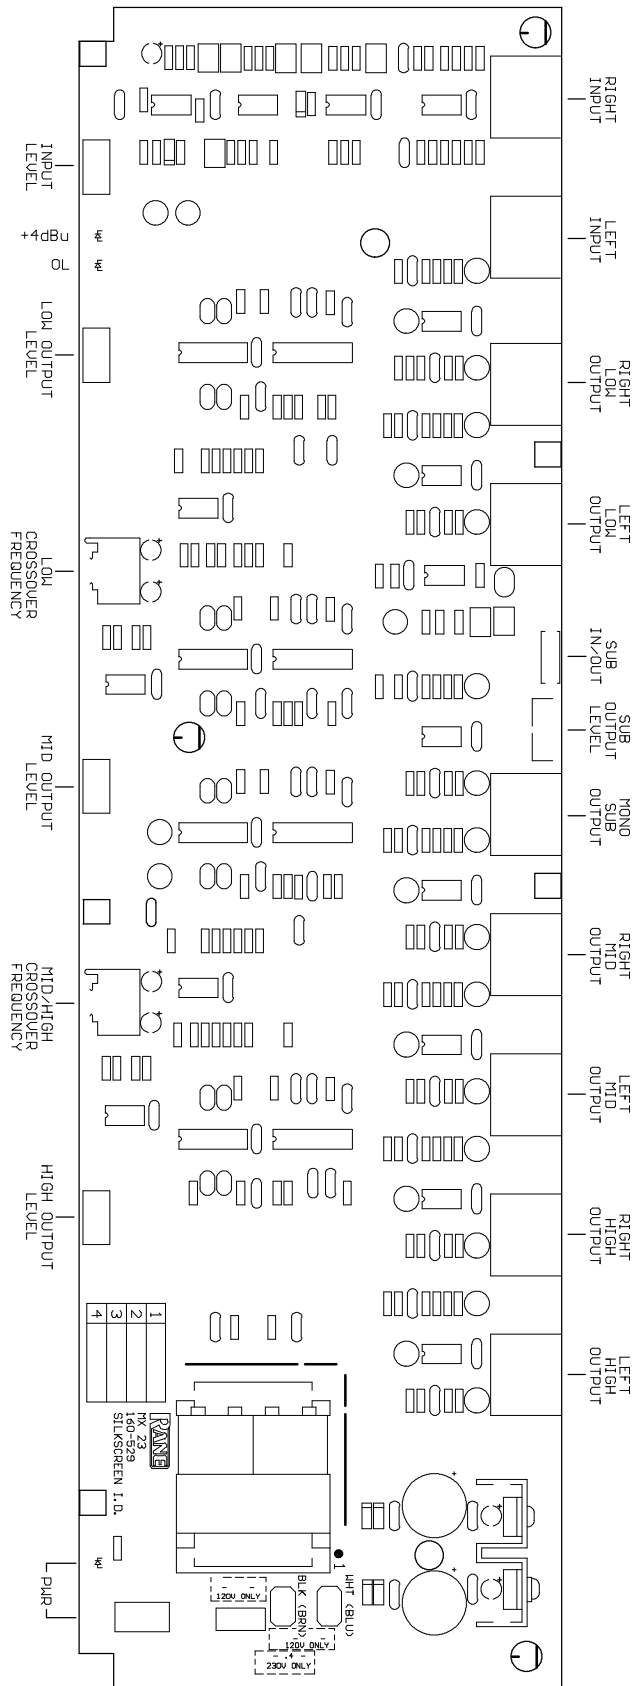 RIGHT
INPUT
INPUT
LEVEL
LEFT
INPUT
+4dBu
OL
LOW OUTPUT
LEVEL
RIGHT
LOW
OUTPUT
LEFT
LOW
OUTPUT
LOW
CROSSOVER
FREQUENCY
SUB
IN/OUT
SUB
OUTPUT
LEVEL
MID OUTPUT
LEVEL
MONO
SUB
OUTPUT
RIGHT
MID
OUTPUT
MID/HIGH
CROSSOVER
FREQUENCY
LEFT
MID
OUTPUT
HIGH OUTPUT
LEVEL
RIGHT
HIGH
OUTPUT
LEFT
HIGH
OUTPUT
1
2
3
4
RANE
MX 23
160-529
SILKSCREEN I.D.
1
PWR
WHT (BLU)
BLK (BRN)
120V ONLY
120V ONLY
.4
230V ONLY